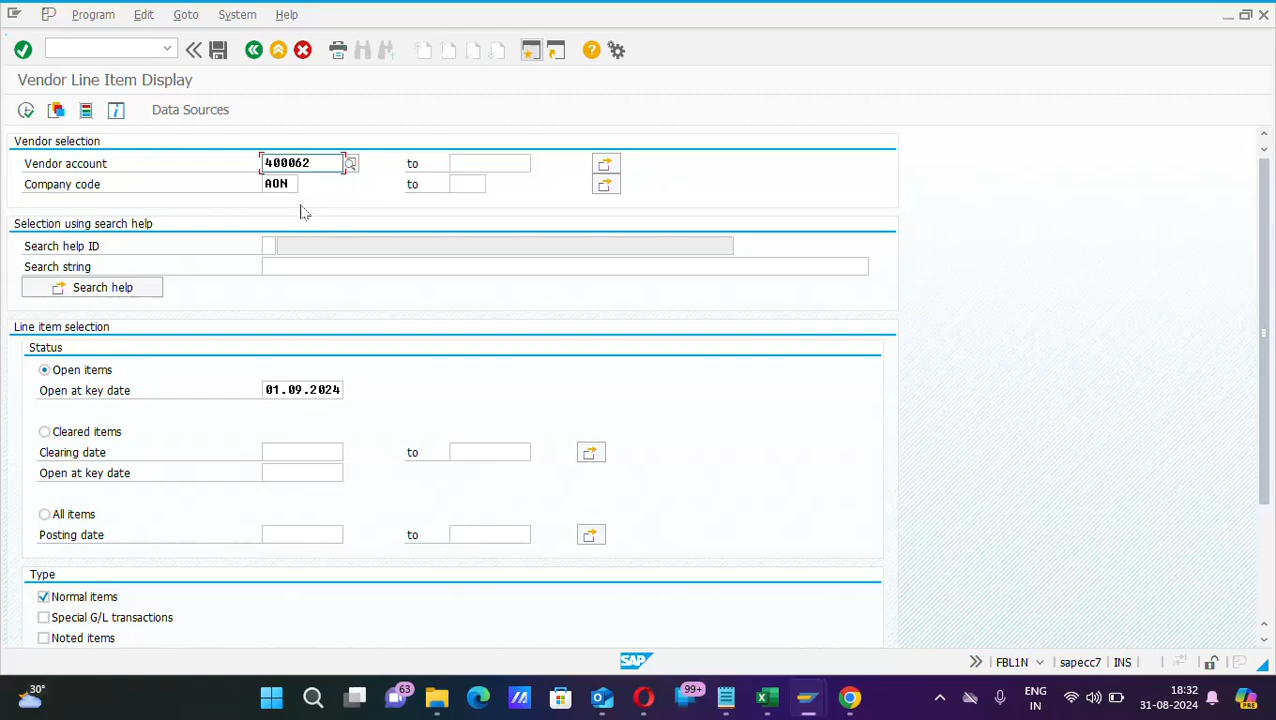 Program Edit Goto System Help
Vendor Line Item Display
Data Sources
Vendor selection
Vendor account 400062 to
Company code AON to
Selection using search help
Search help ID
Search string
Search help
Line item selection
Status
Open items
Open at key date 01.09.2024
Cleared items
Clearing date to
Open at key date
All items
Posting date to
Type
Normal items
Special G/L transactions
Noted items
SAP FBL1N sapecc7 INS
30° 63 99+ ENG IN 18:32 31-08-2024 PRE